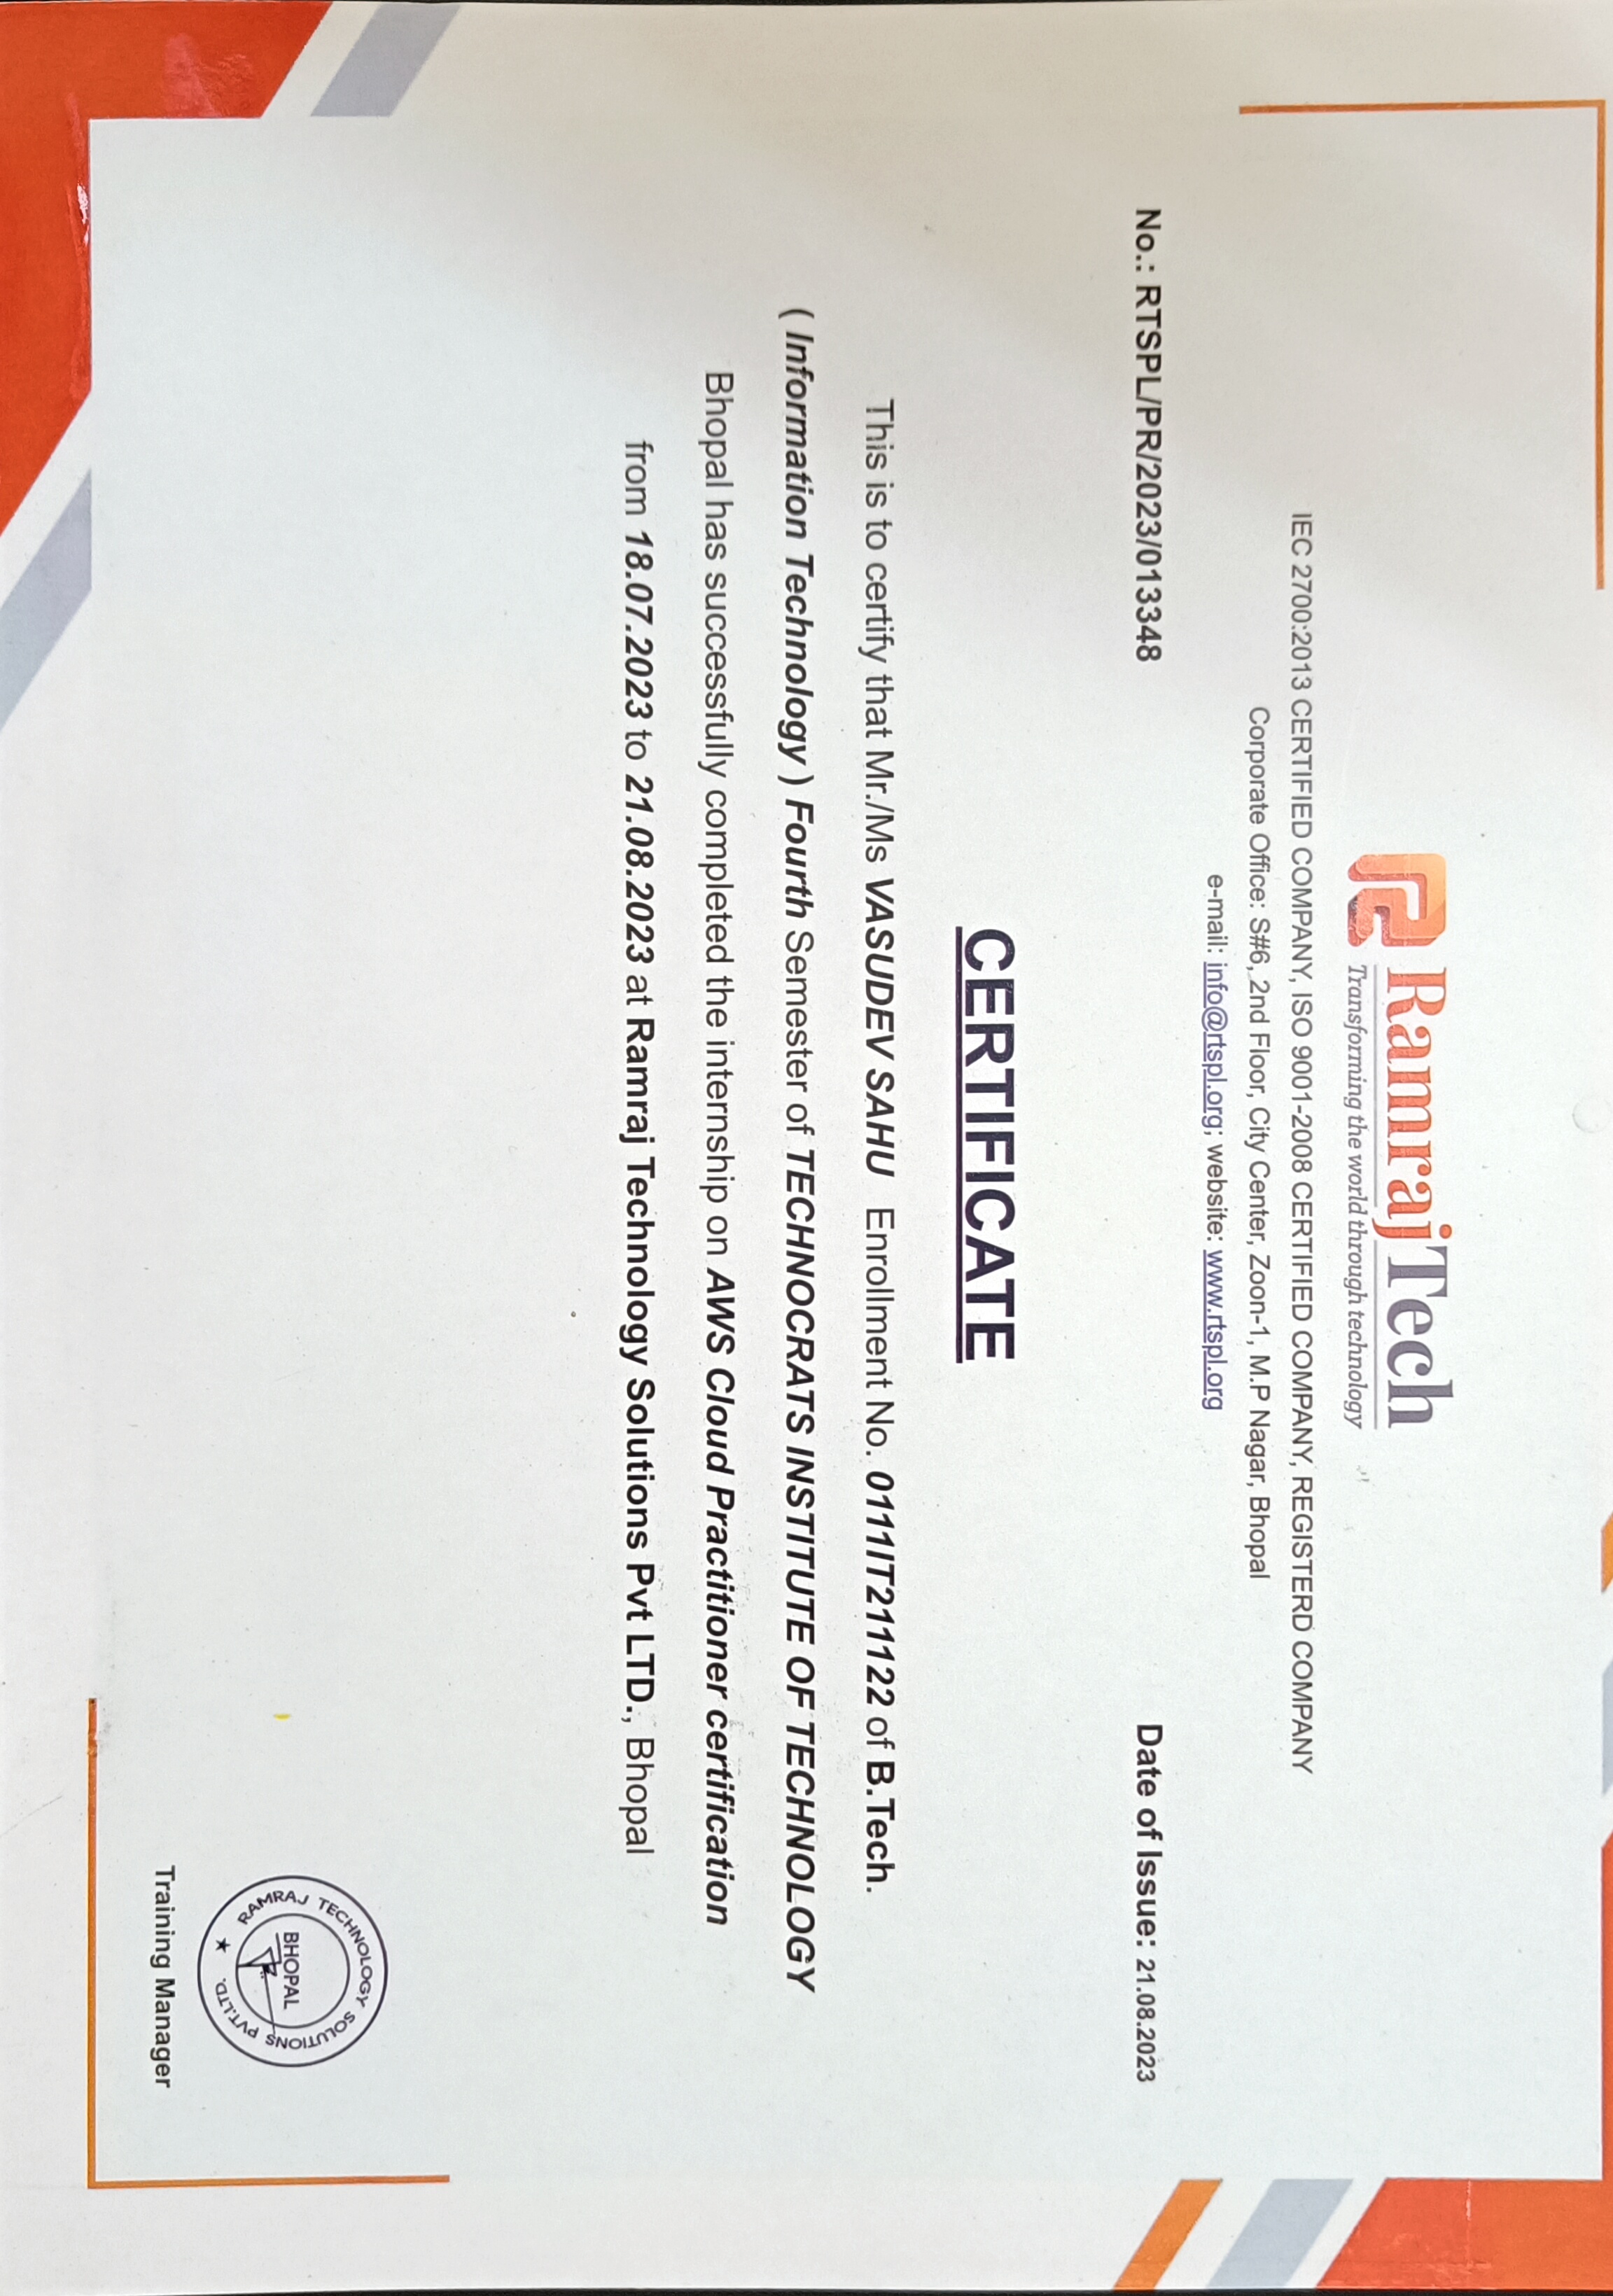 RamrajTech
Transforming the world through technology
IEC 2700:2013 CERTIFIED COMPANY, ISO 9001-2008 CERTIFIED COMPANY, REGISTERD COMPANY
Corporate Office: S#6, 2nd Floor, City Center, Zoon-1, M.P Nagar, Bhopal
e-mail: info@rtspl.org; website: www.rtspl.org
No.: RTSPL/PR/2023/013348
Date of Issue: 21.08.2023
CERTIFICATE
This is to certify that Mr./Ms VASUDEV SAHU Enrollment No. 0111IT211122 of B.Tech.
( Information Technology ) Fourth Semester of TECHNOCRATS INSTITUTE OF TECHNOLOGY
Bhopal has successfully completed the internship on AWS Cloud Practitioner certification
from 18.07.2023 to 21.08.2023 at Ramraj Technology Solutions Pvt LTD., Bhopal
RAMRAJ TECHNOLOGY SOLUTIONS PVT.LTD.
BHOPAL
Training Manager